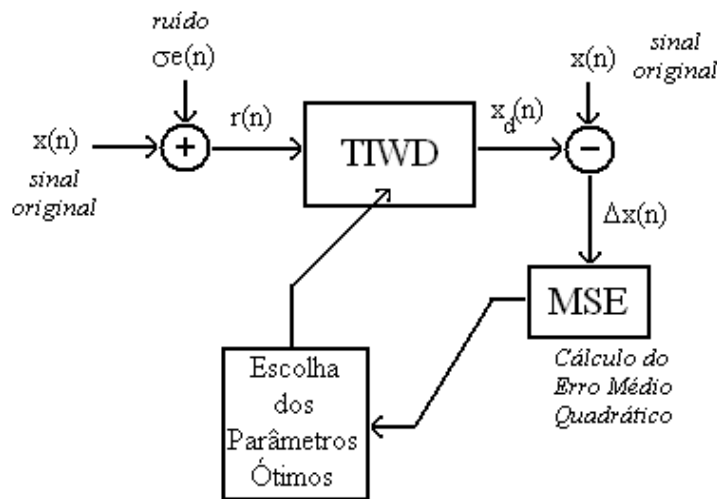 ruído
σe(n)
x(n)
sinal
original
+
r(n)
TIWD
x_d(n)
x(n)
sinal
original
−
Δx(n)
MSE
Cálculo do
Erro Médio
Quadrático
Escolha
dos
Parâmetros
Ótimos